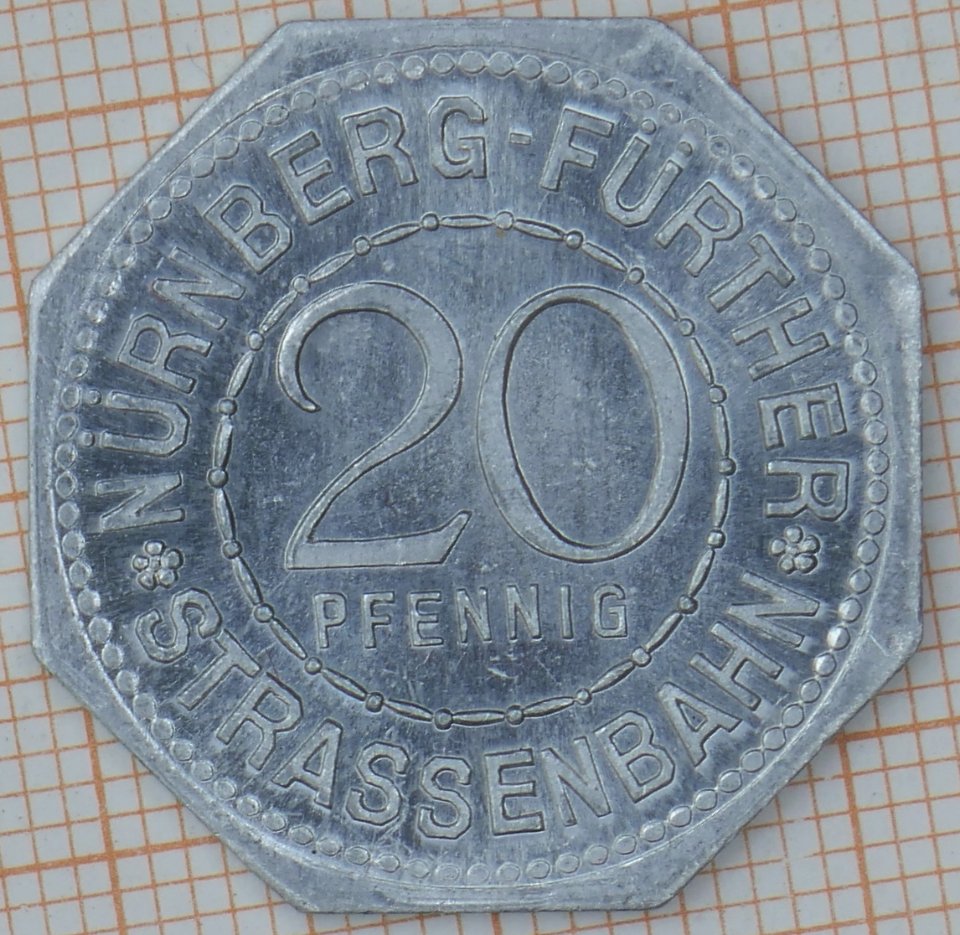 NÜRNBERG-FÜRTHER
20
PFENNIG
STRASSENBAHN